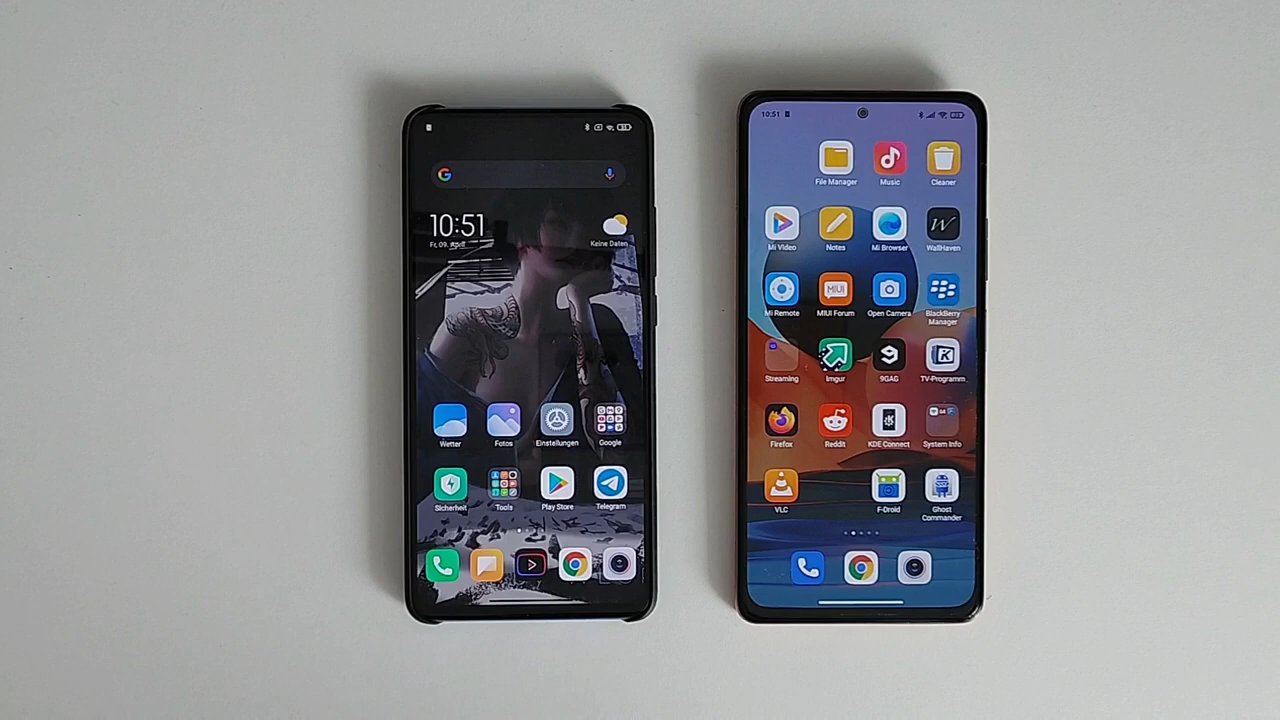 10:51
Fr, 09. April
Keine Daten
Wetter
Fotos
Einstellungen
Google
Sicherheit
Tools
Play Store
Telegram
10:51
File Manager
Music
Cleaner
Mi Video
Notes
Mi Browser
WallHaven
Mi Remote
MIUI
MIUI Forum
Open Camera
BlackBerry
Manager
Streaming
Imgur
9GAG
TV-Programm
Firefox
Reddit
KDE Connect
System Info
VLC
F-Droid
Ghost
Commander